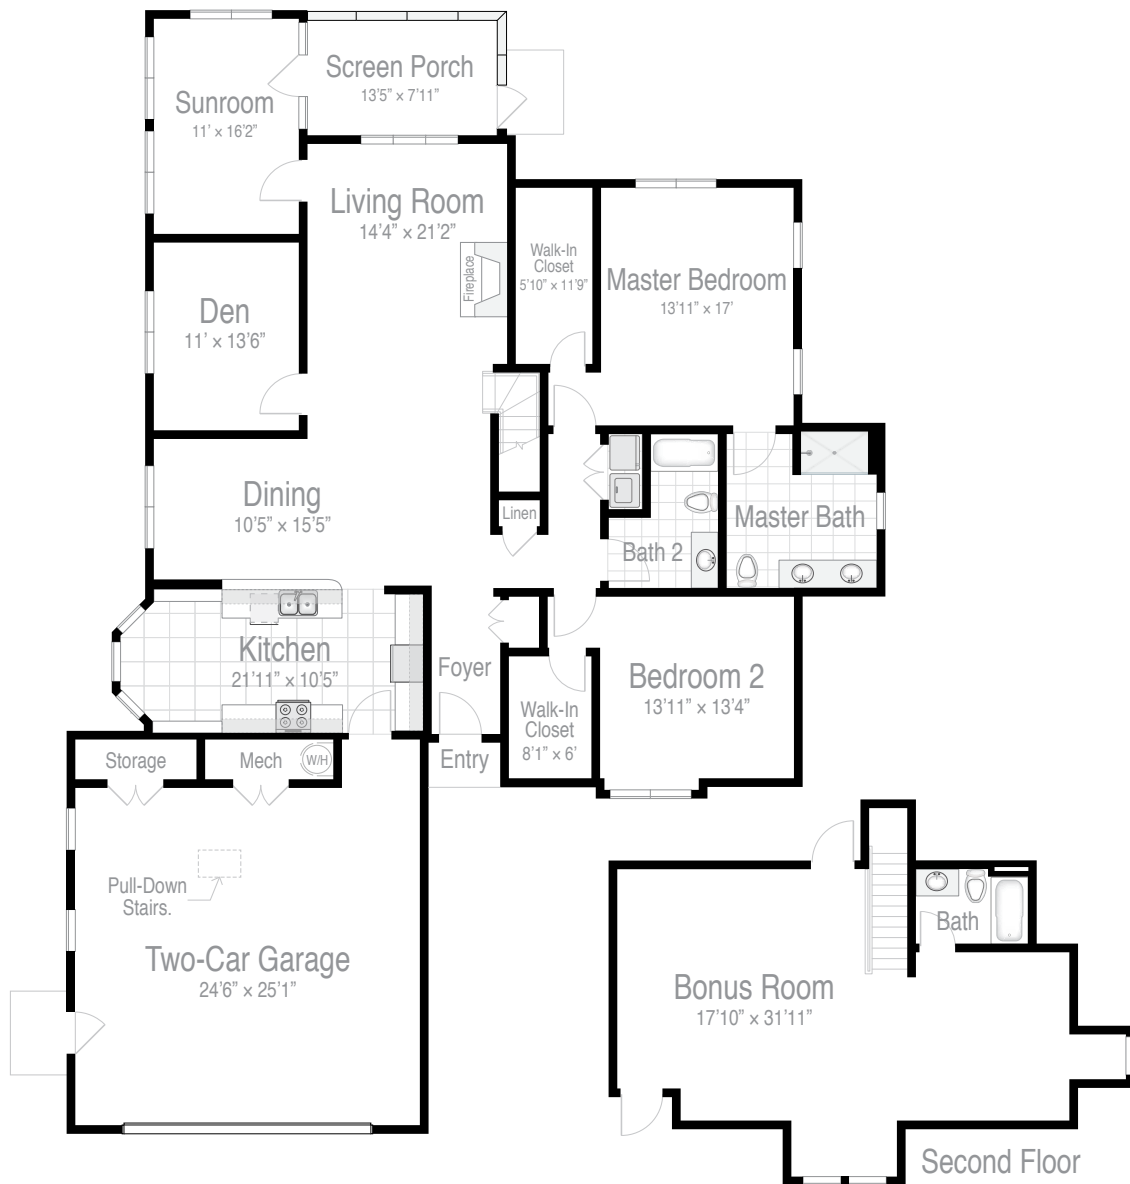 Screen Porch
13'5” × 7'11”
Sunroom
11’ × 16'2”
Living Room
14'4” × 21'2”
Walk-In
Closet
5'10” × 11'9”
Fireplace
Master Bedroom
13'11” × 17'
Den
11’ × 13'6”
Dining
10'5” × 15'5”
Linen
Bath 2
Master Bath
Kitchen
21'11” × 10'5”
Foyer
Bedroom 2
13'11” × 13'4”
Walk-In
Closet
8'1” × 6'
Storage
Mech
W/H
Entry
Pull-Down
Stairs.
Two-Car Garage
24'6” × 25'1”
Bath
Bonus Room
17'10” × 31'11”
Second Floor